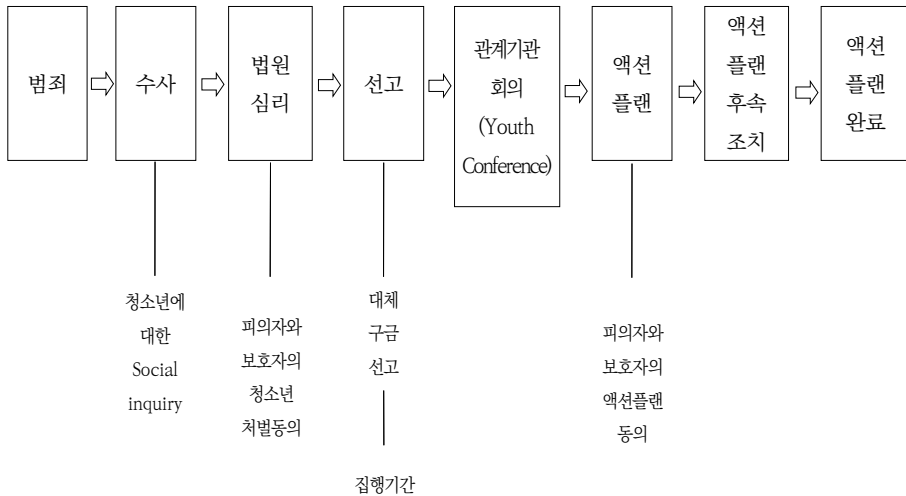 범죄
수사
법원
심리
선고
관계기관
회의
(Youth
Conference)
액션
플랜
액션
플랜
후속
조치
액션
플랜
완료
청소년에
대한
Social
inquiry
피의자와
보호자의
청소년
처벌동의
대체
구금
선고
집행기간
피의자와
보호자의
액션플랜
동의